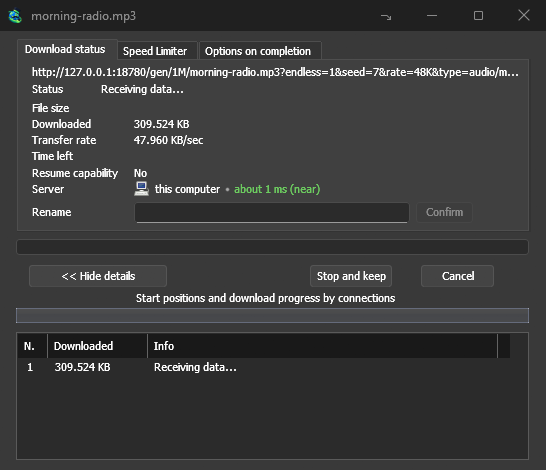 morning-radio.mp3
Download status
Speed Limiter
Options on completion
http://127.0.0.1:18780/gen/1M/morning-radio.mp3?endless=1&seed=7&rate=48K&type=audio/m...
Status Receiving data...
File size
Downloaded 309.524 KB
Transfer rate 47.960 KB/sec
Time left
Resume capability No
Server this computer • about 1 ms (near)
Rename Confirm
<< Hide details Stop and keep Cancel
Start positions and download progress by connections
N. Downloaded Info
1 309.524 KB Receiving data...